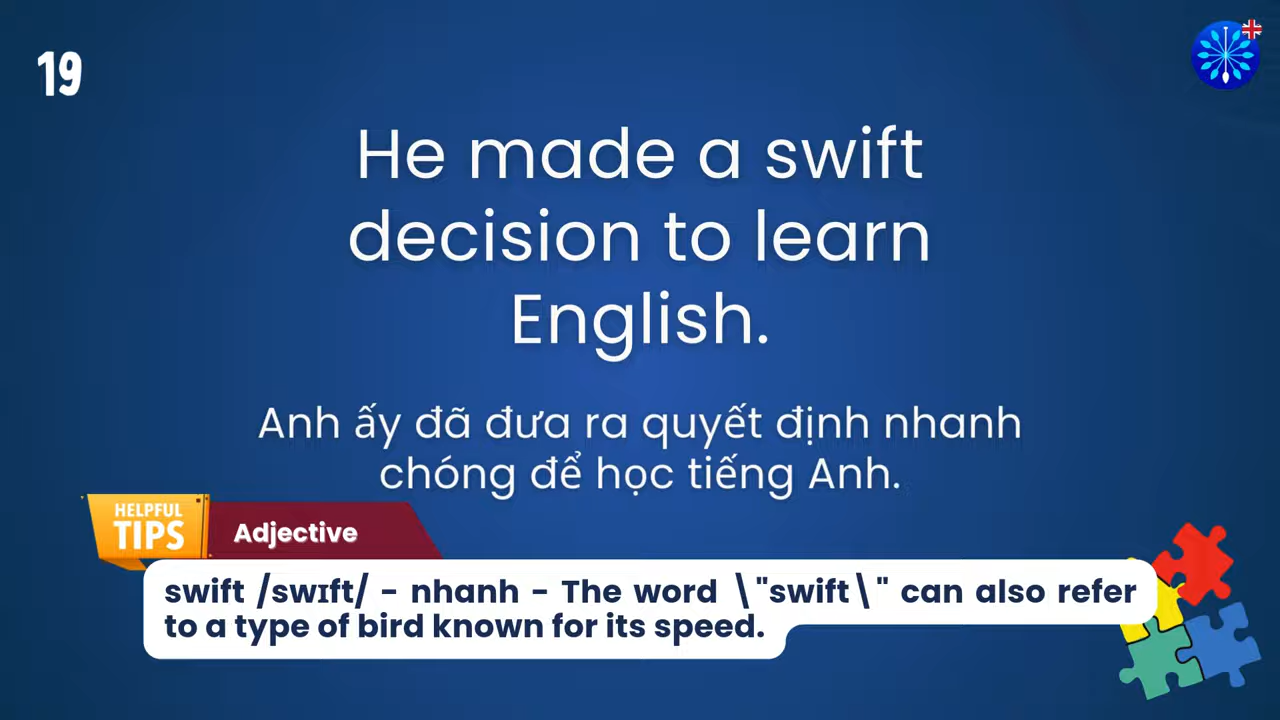 19
He made a swift
decision to learn
English.
Anh ấy đã đưa ra quyết định nhanh
chóng để học tiếng Anh.
HELPFUL
TIPS
Adjective
swift /swɪft/ - nhanh - The word \"swift\" can also refer
to a type of bird known for its speed.